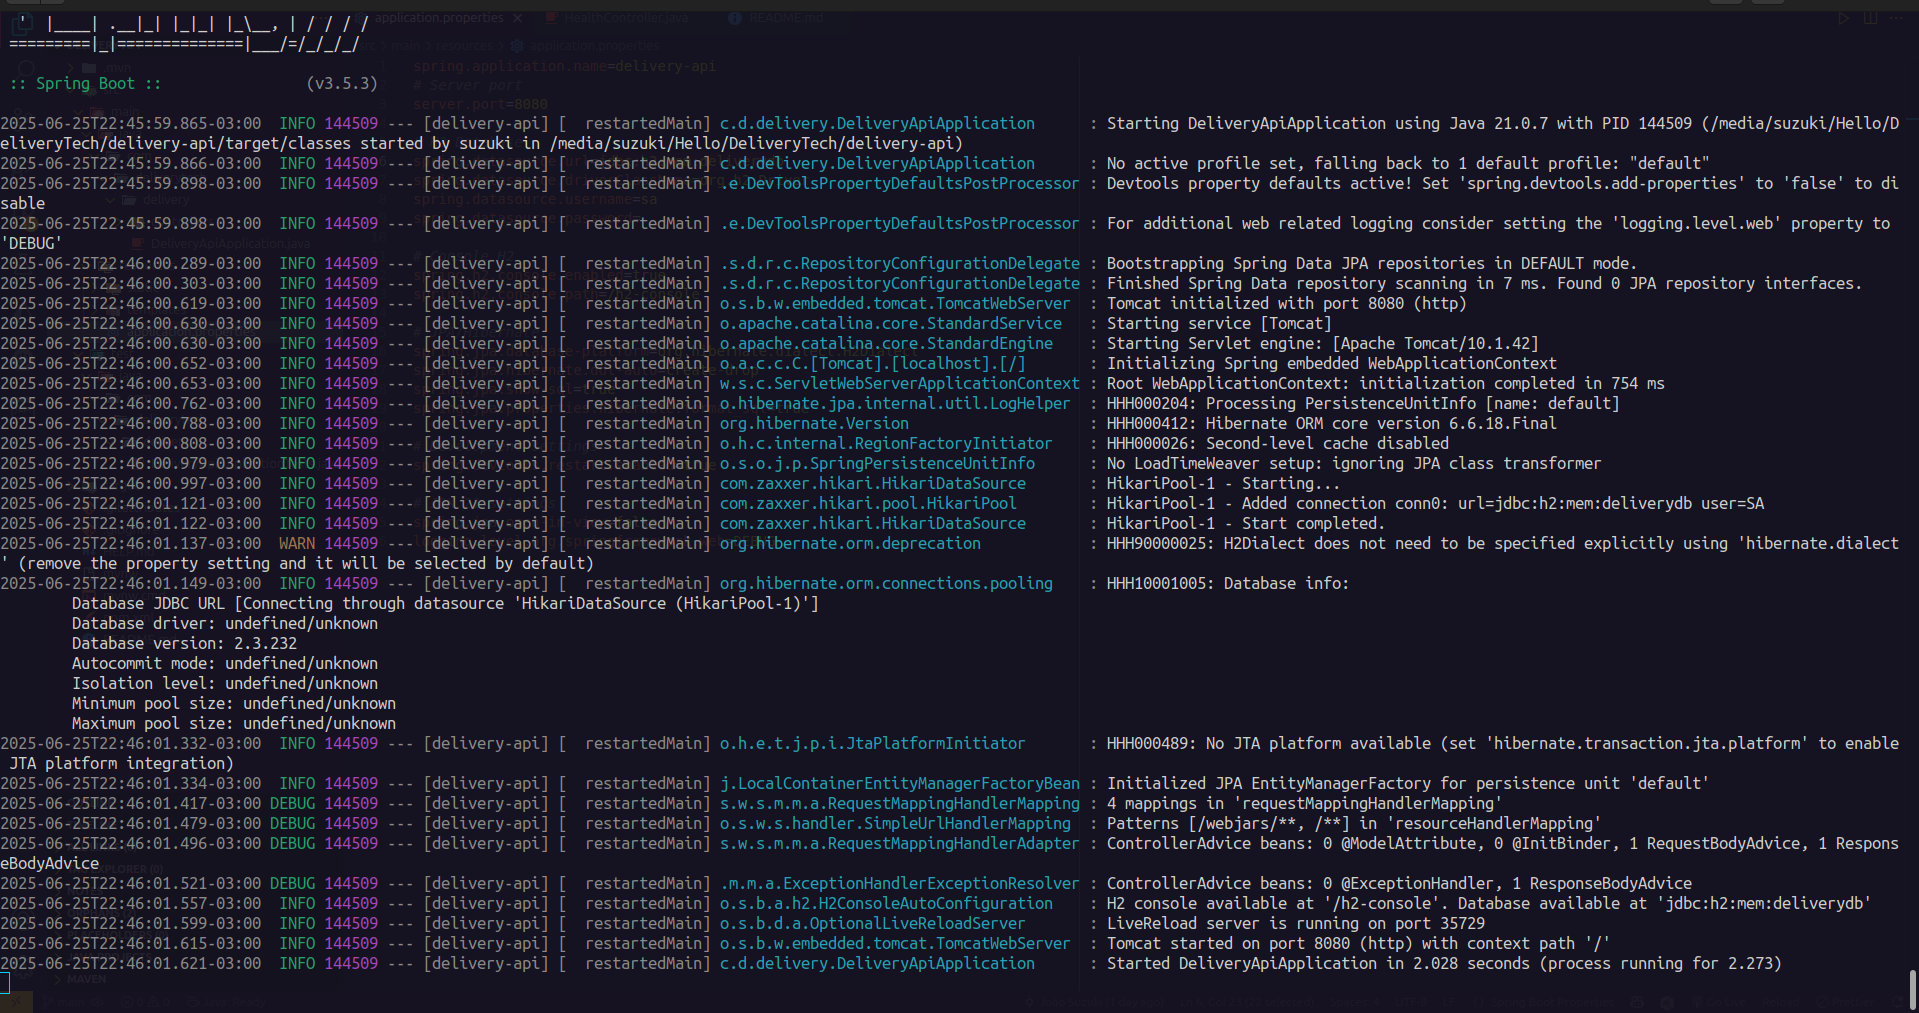 '  |____| .__|_| |_|_| |_\__, | / / / /
=========|_|==============|___/=/_/_/_/
:: Spring Boot ::                (v3.5.3)
2025-06-25T22:45:59.865-03:00  INFO 144509 --- [delivery-api] [  restartedMain] c.d.delivery.DeliveryApiApplication      : Starting DeliveryApiApplication using Java 21.0.7 with PID 144509 (/media/suzuki/Hello/D
eliveryTech/delivery-api/target/classes started by suzuki in /media/suzuki/Hello/DeliveryTech/delivery-api)
2025-06-25T22:45:59.866-03:00  INFO 144509 --- [delivery-api] [  restartedMain] c.d.delivery.DeliveryApiApplication      : No active profile set, falling back to 1 default profile: "default"
2025-06-25T22:45:59.898-03:00  INFO 144509 --- [delivery-api] [  restartedMain] .e.DevToolsPropertyDefaultsPostProcessor : Devtools property defaults active! Set 'spring.devtools.add-properties' to 'false' to di
sable
2025-06-25T22:45:59.898-03:00  INFO 144509 --- [delivery-api] [  restartedMain] .e.DevToolsPropertyDefaultsPostProcessor : For additional web related logging consider setting the 'logging.level.web' property to
'DEBUG'
2025-06-25T22:46:00.289-03:00  INFO 144509 --- [delivery-api] [  restartedMain] .s.d.r.c.RepositoryConfigurationDelegate : Bootstrapping Spring Data JPA repositories in DEFAULT mode.
2025-06-25T22:46:00.303-03:00  INFO 144509 --- [delivery-api] [  restartedMain] .s.d.r.c.RepositoryConfigurationDelegate : Finished Spring Data repository scanning in 7 ms. Found 0 JPA repository interfaces.
2025-06-25T22:46:00.619-03:00  INFO 144509 --- [delivery-api] [  restartedMain] o.s.b.w.embedded.tomcat.TomcatWebServer  : Tomcat initialized with port 8080 (http)
2025-06-25T22:46:00.630-03:00  INFO 144509 --- [delivery-api] [  restartedMain] o.apache.catalina.core.StandardService   : Starting service [Tomcat]
2025-06-25T22:46:00.630-03:00  INFO 144509 --- [delivery-api] [  restartedMain] o.apache.catalina.core.StandardEngine    : Starting Servlet engine: [Apache Tomcat/10.1.42]
2025-06-25T22:46:00.652-03:00  INFO 144509 --- [delivery-api] [  restartedMain] o.a.c.c.C.[Tomcat].[localhost].[/]       : Initializing Spring embedded WebApplicationContext
2025-06-25T22:46:00.653-03:00  INFO 144509 --- [delivery-api] [  restartedMain] w.s.c.ServletWebServerApplicationContext : Root WebApplicationContext: initialization completed in 754 ms
2025-06-25T22:46:00.762-03:00  INFO 144509 --- [delivery-api] [  restartedMain] o.hibernate.jpa.internal.util.LogHelper  : HHH000204: Processing PersistenceUnitInfo [name: default]
2025-06-25T22:46:00.788-03:00  INFO 144509 --- [delivery-api] [  restartedMain] org.hibernate.Version                    : HHH000412: Hibernate ORM core version 6.6.18.Final
2025-06-25T22:46:00.808-03:00  INFO 144509 --- [delivery-api] [  restartedMain] o.h.c.internal.RegionFactoryInitiator    : HHH000026: Second-level cache disabled
2025-06-25T22:46:00.979-03:00  INFO 144509 --- [delivery-api] [  restartedMain] o.s.o.j.p.SpringPersistenceUnitInfo      : No LoadTimeWeaver setup: ignoring JPA class transformer
2025-06-25T22:46:00.997-03:00  INFO 144509 --- [delivery-api] [  restartedMain] com.zaxxer.hikari.HikariDataSource       : HikariPool-1 - Starting...
2025-06-25T22:46:01.121-03:00  INFO 144509 --- [delivery-api] [  restartedMain] com.zaxxer.hikari.pool.HikariPool        : HikariPool-1 - Added connection conn0: url=jdbc:h2:mem:deliverydb user=SA
2025-06-25T22:46:01.122-03:00  INFO 144509 --- [delivery-api] [  restartedMain] com.zaxxer.hikari.HikariDataSource       : HikariPool-1 - Start completed.
2025-06-25T22:46:01.137-03:00  WARN 144509 --- [delivery-api] [  restartedMain] org.hibernate.orm.deprecation            : HHH90000025: H2Dialect does not need to be specified explicitly using 'hibernate.dialect
' (remove the property setting and it will be selected by default)
2025-06-25T22:46:01.149-03:00  INFO 144509 --- [delivery-api] [  restartedMain] org.hibernate.orm.connections.pooling    : HHH10001005: Database info:
Database JDBC URL [Connecting through datasource 'HikariDataSource (HikariPool-1)']
Database driver: undefined/unknown
Database version: 2.3.232
Autocommit mode: undefined/unknown
Isolation level: undefined/unknown
Minimum pool size: undefined/unknown
Maximum pool size: undefined/unknown
2025-06-25T22:46:01.332-03:00  INFO 144509 --- [delivery-api] [  restartedMain] o.h.e.t.j.p.i.JtaPlatformInitiator       : HHH000489: No JTA platform available (set 'hibernate.transaction.jta.platform' to enable
JTA platform integration)
2025-06-25T22:46:01.334-03:00  INFO 144509 --- [delivery-api] [  restartedMain] j.LocalContainerEntityManagerFactoryBean : Initialized JPA EntityManagerFactory for persistence unit 'default'
2025-06-25T22:46:01.417-03:00 DEBUG 144509 --- [delivery-api] [  restartedMain] s.w.s.m.m.a.RequestMappingHandlerMapping : 4 mappings in 'requestMappingHandlerMapping'
2025-06-25T22:46:01.479-03:00 DEBUG 144509 --- [delivery-api] [  restartedMain] o.s.w.s.handler.SimpleUrlHandlerMapping  : Patterns [/webjars/**, /**] in 'resourceHandlerMapping'
2025-06-25T22:46:01.496-03:00 DEBUG 144509 --- [delivery-api] [  restartedMain] s.w.s.m.m.a.RequestMappingHandlerAdapter : ControllerAdvice beans: 0 @ModelAttribute, 0 @InitBinder, 1 RequestBodyAdvice, 1 Respons
eBodyAdvice
2025-06-25T22:46:01.521-03:00 DEBUG 144509 --- [delivery-api] [  restartedMain] .m.m.a.ExceptionHandlerExceptionResolver : ControllerAdvice beans: 0 @ExceptionHandler, 1 ResponseBodyAdvice
2025-06-25T22:46:01.557-03:00  INFO 144509 --- [delivery-api] [  restartedMain] o.s.b.a.h2.H2ConsoleAutoConfiguration    : H2 console available at '/h2-console'. Database available at 'jdbc:h2:mem:deliverydb'
2025-06-25T22:46:01.599-03:00  INFO 144509 --- [delivery-api] [  restartedMain] o.s.b.d.a.OptionalLiveReloadServer       : LiveReload server is running on port 35729
2025-06-25T22:46:01.615-03:00  INFO 144509 --- [delivery-api] [  restartedMain] o.s.b.w.embedded.tomcat.TomcatWebServer  : Tomcat started on port 8080 (http) with context path '/'
2025-06-25T22:46:01.621-03:00  INFO 144509 --- [delivery-api] [  restartedMain] c.d.delivery.DeliveryApiApplication      : Started DeliveryApiApplication in 2.028 seconds (process running for 2.273)
application.properties
HealthController.java
README.md
spring.application.name=delivery-api
# Server port
server.port=8080
delivery
DeliveryApiApplication.java
MAVEN